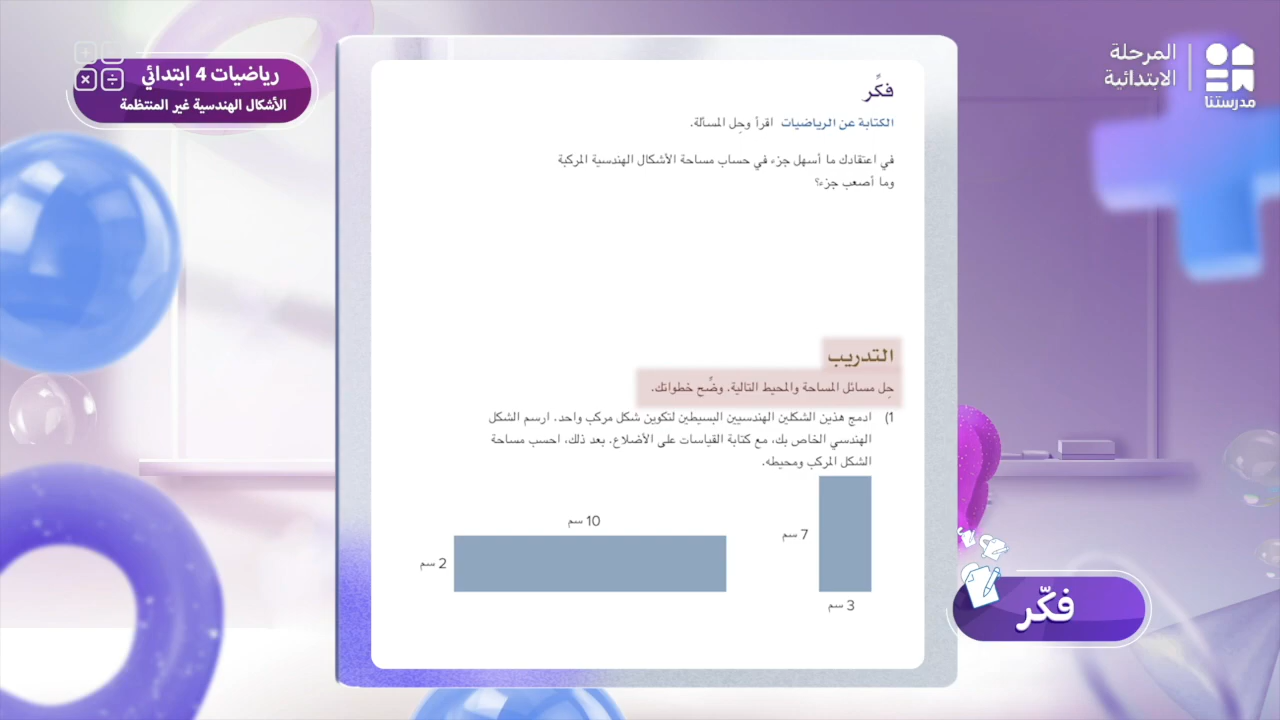 المرحلة
الابتدائية
مدرستنا
رياضيات 4 ابتدائي
الأشكال الهندسية غير المنتظمة
فكِّر
الكتابة عن الرياضيات اقرأ وحِل المسألة.
في اعتقادك ما أسهل جزء في حساب مساحة الأشكال الهندسية المركبة
وما أصعب جزء؟
التدريب
حِل مسائل المساحة والمحيط التالية. وضِّح خطواتك.
1) ادمج هذين الشكلين الهندسيين البسيطين لتكوين شكل مركب واحد. ارسم الشكل
الهندسي الخاص بك، مع كتابة القياسات على الأضلاع. بعد ذلك، احسب مساحة
الشكل المركب ومحيطه.
10 سم
7 سم
2 سم
3 سم
فكّر